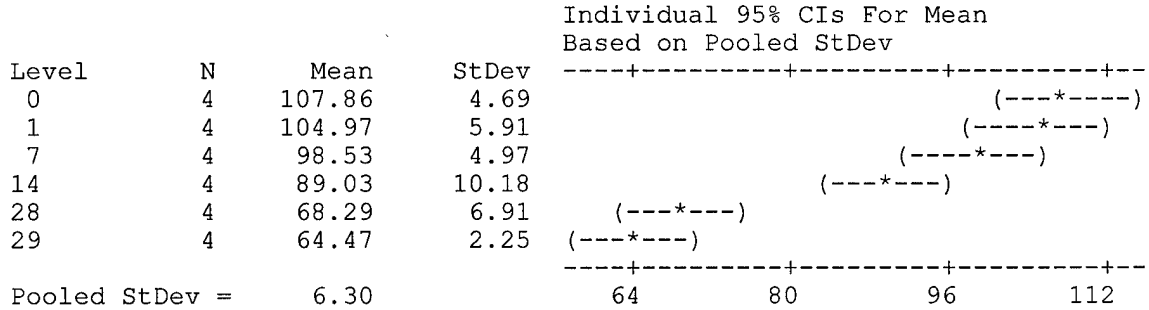 Individual 95% CIs For Mean
Based on Pooled StDev
Level N Mean StDev ----+---------+---------+---------+--
0 4 107.86 4.69 (---*----)
1 4 104.97 5.91 (----*---)
7 4 98.53 4.97 (----*---)
14 4 89.03 10.18 (---*---)
28 4 68.29 6.91 (---*---)
29 4 64.47 2.25 (---*---)
----+---------+---------+---------+--
Pooled StDev = 6.30 64 80 96 112